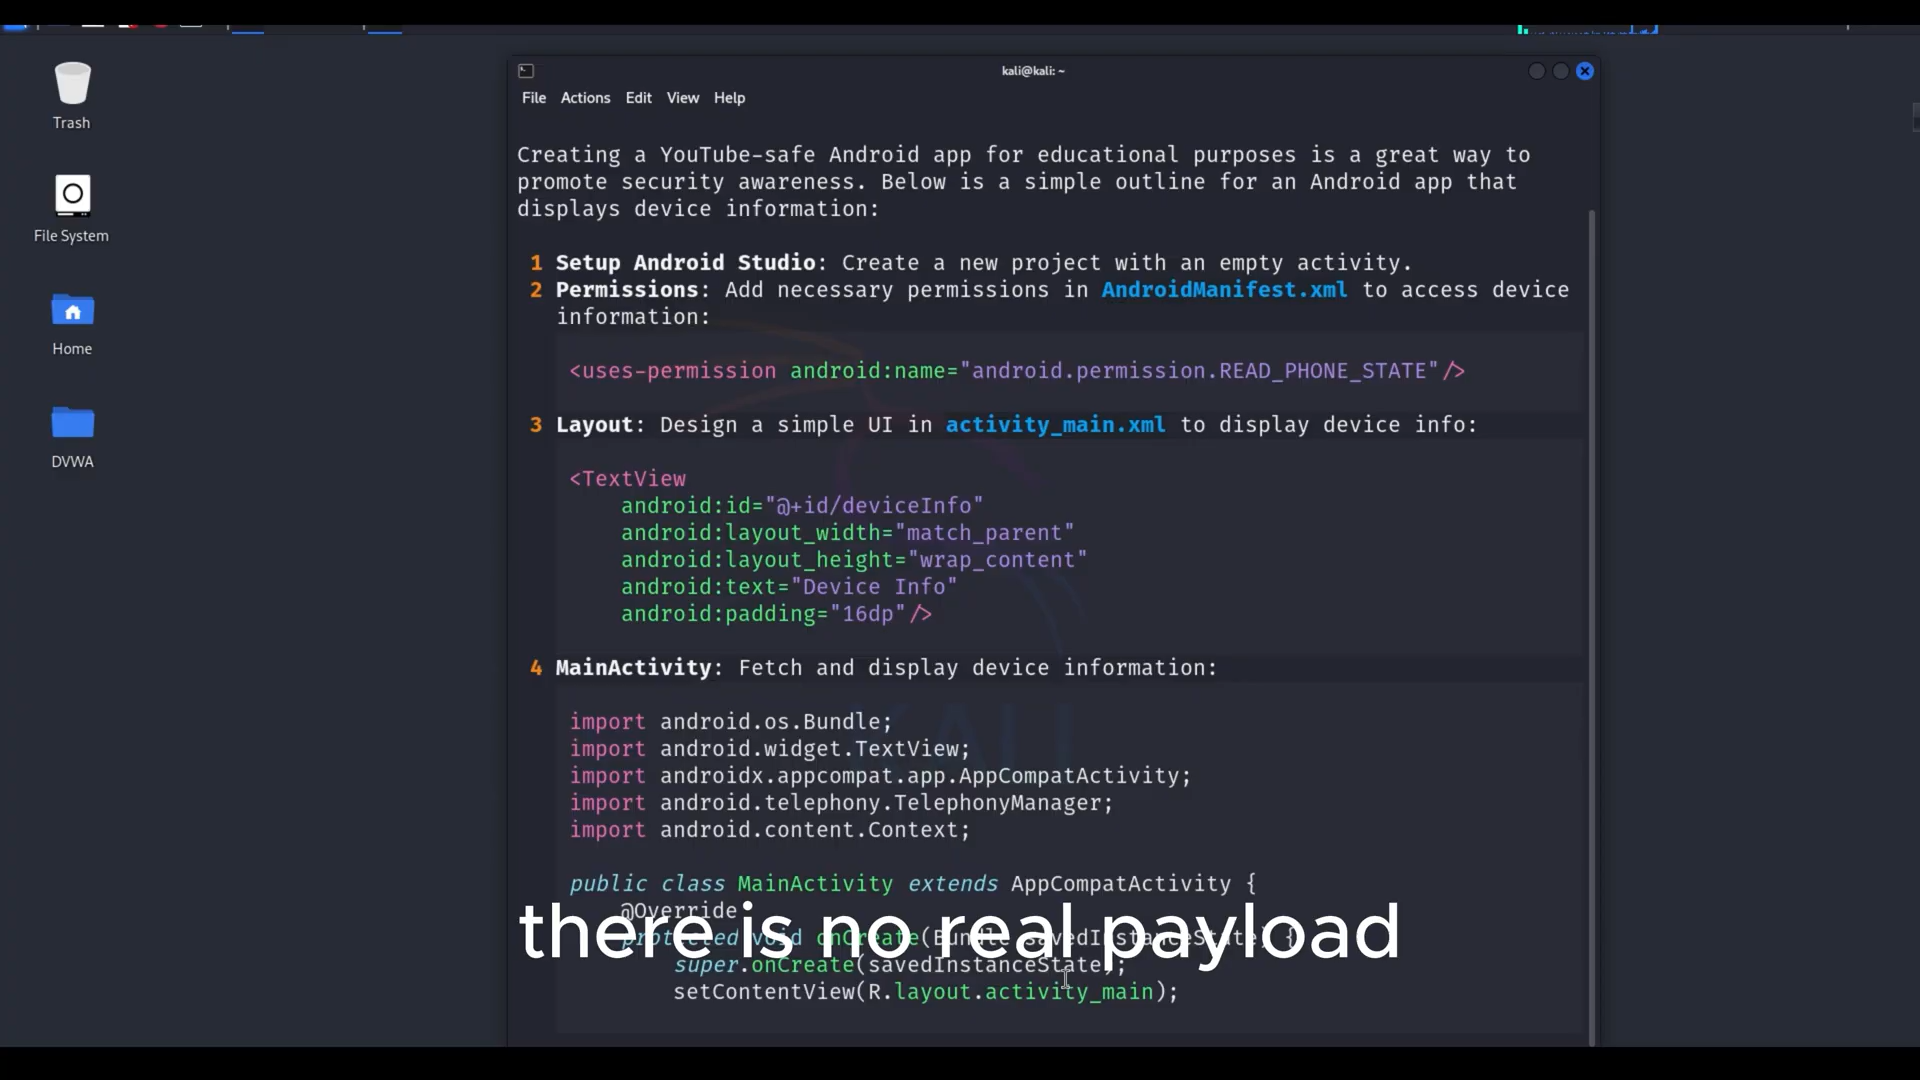 kali@kali: ~
File Actions Edit View Help
Trash
File System
Home
DVWA
Creating a YouTube-safe Android app for educational purposes is a great way to
promote security awareness. Below is a simple outline for an Android app that
displays device information:
1 Setup Android Studio: Create a new project with an empty activity.
2 Permissions: Add necessary permissions in AndroidManifest.xml to access device
information:
<uses-permission android:name="android.permission.READ_PHONE_STATE"/>
3 Layout: Design a simple UI in activity_main.xml to display device info:
<TextView
android:id="@+id/deviceInfo"
android:layout_width="match_parent"
android:layout_height="wrap_content"
android:text="Device Info"
android:padding="16dp"/>
4 MainActivity: Fetch and display device information:
import android.os.Bundle;
import android.widget.TextView;
import androidx.appcompat.app.AppCompatActivity;
import android.telephony.TelephonyManager;
import android.content.Context;
public class MainActivity extends AppCompatActivity {
@Override
protected void onCreate(Bundle savedInstanceState) {
there is no real payload
super.onCreate(savedInstanceState);
setContentView(R.layout.activity_main);
KALI